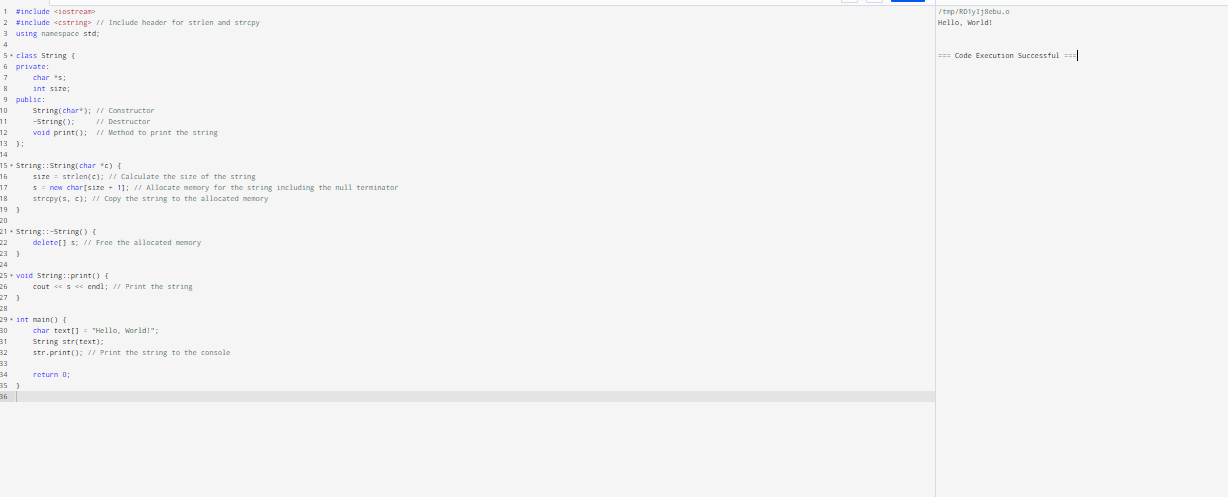 1 #include <iostream>
2 #include <cstring> // Include header for strlen and strcpy
3 using namespace std;
4
5 class String {
6 private:
7     char *s;
8     int size;
9 public:
10     String(char*); // Constructor
11     ~String();     // Destructor
12     void print();  // Method to print the string
13 };
14
15 String::String(char *c) {
16     size = strlen(c); // Calculate the size of the string
17     s = new char[size + 1]; // Allocate memory for the string including the null terminator
18     strcpy(s, c); // Copy the string to the allocated memory
19 }
20
21 String::~String() {
22     delete[] s; // Free the allocated memory
23 }
24
25 void String::print() {
26     cout << s << endl; // Print the string
27 }
28
29 int main() {
30     char text[] = "Hello, World!";
31     String str(text);
32     str.print(); // Print the string to the console
33
34     return 0;
35 }
36
/tmp/RD1yIj8ebu.o
Hello, World!
=== Code Execution Successful ===